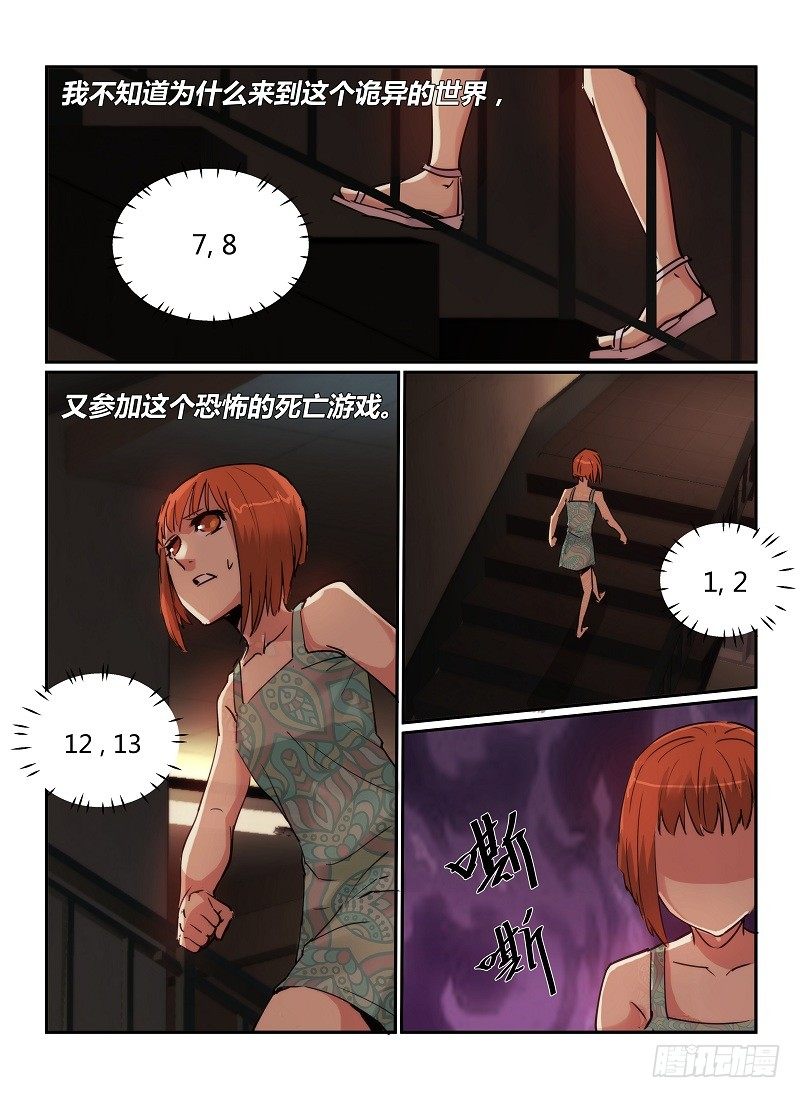 我不知道为什么来到这个诡异的世界，
7, 8
又参加这个恐怖的死亡游戏。
12 , 13
1, 2
嘶
嘶
腾讯动漫